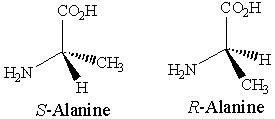 CO₂H
H₂N
CH₃
H
S-Alanine
CO₂H
H₂N
H
CH₃
R-Alanine